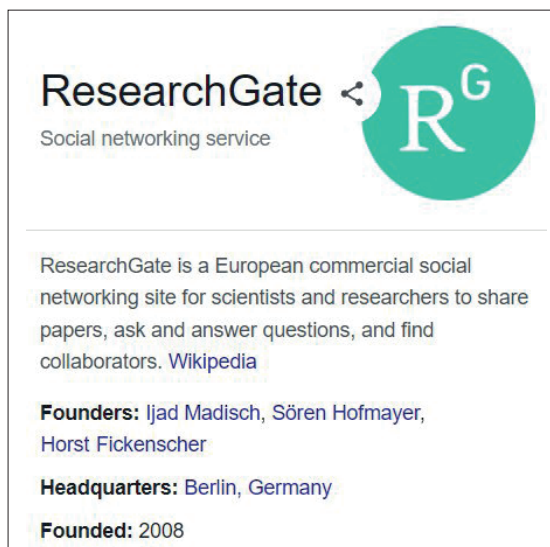 ResearchGate
RG
Social networking service
ResearchGate is a European commercial social
networking site for scientists and researchers to share
papers, ask and answer questions, and find
collaborators. Wikipedia
Founders: Ijad Madisch, Sören Hofmayer,
Horst Fickenscher
Headquarters: Berlin, Germany
Founded: 2008